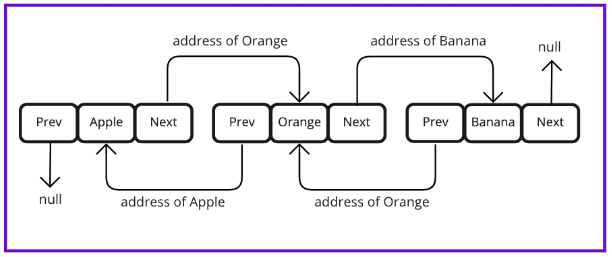 address of Orange
address of Banana
null
Prev Apple Next Prev Orange Next Prev Banana Next
null
address of Apple
address of Orange